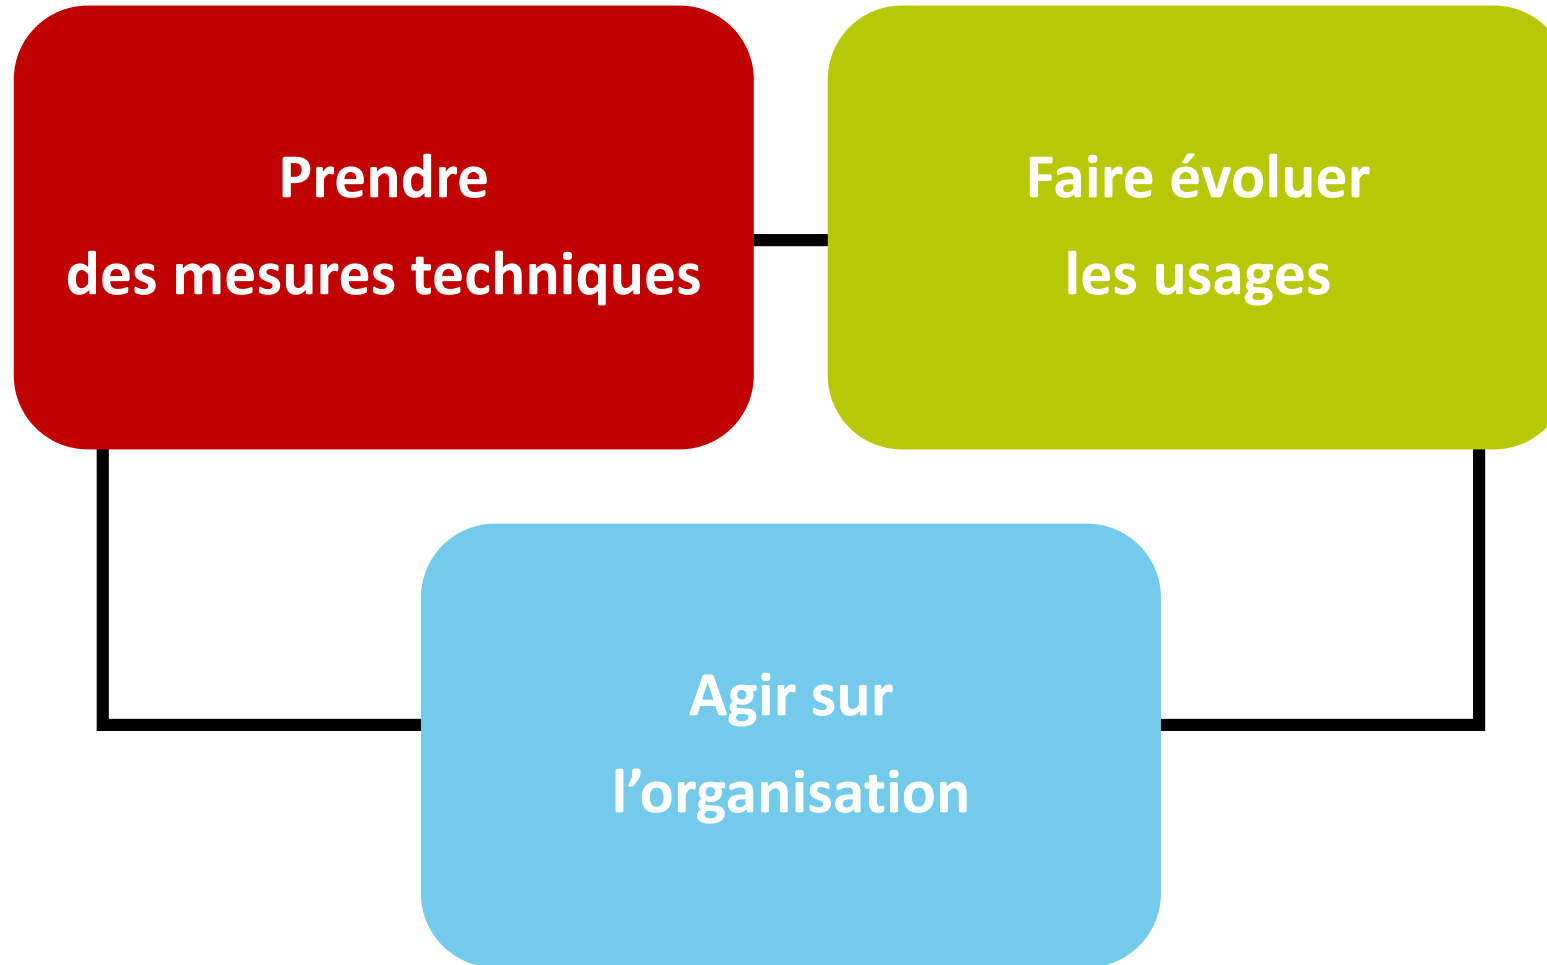 Prendre
des mesures techniques
Faire évoluer
les usages
Agir sur
l’organisation